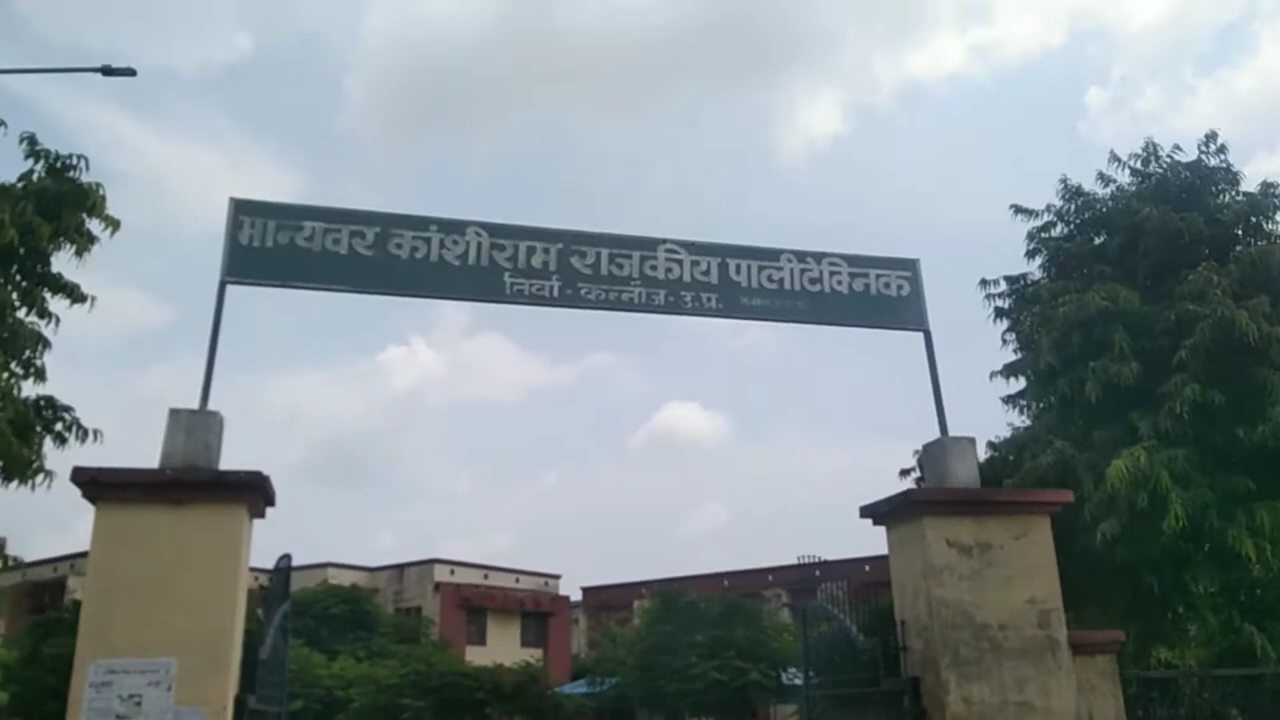 मान्यवर कांशीराम राजकीय पालीटेक्निक
तिर्वा - कन्नौज - उ.प्र.